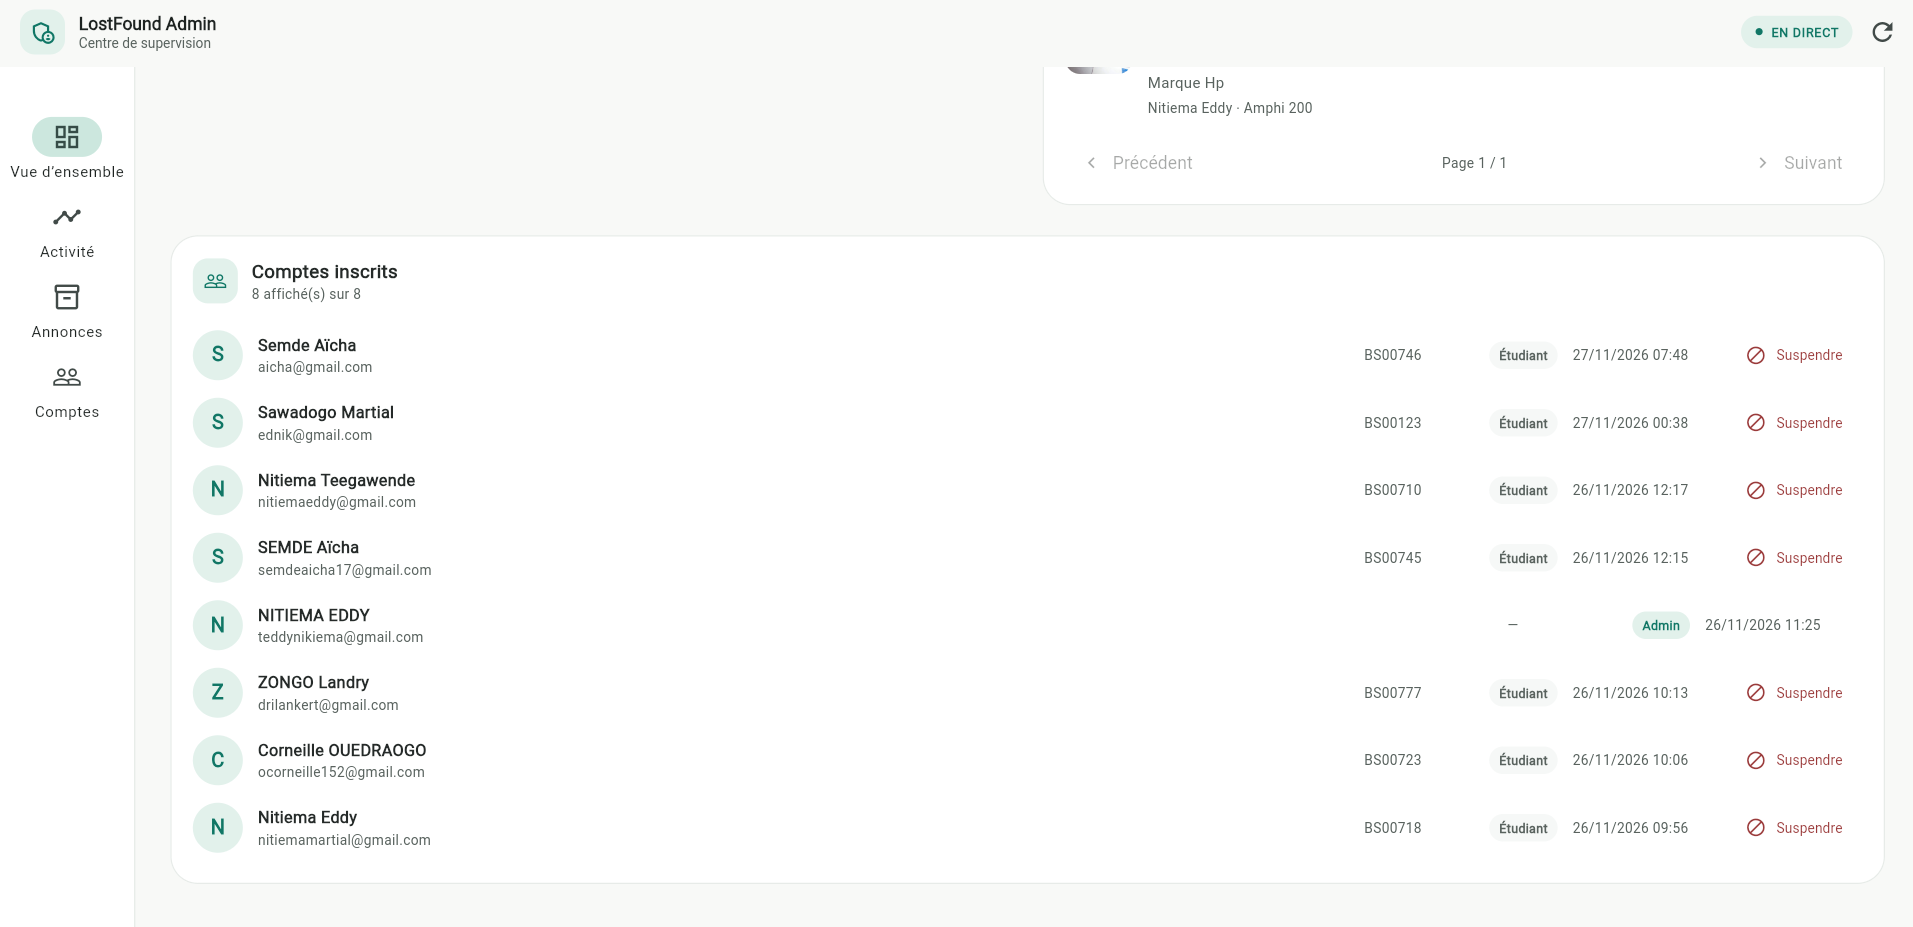 LostFound Admin
Centre de supervision
EN DIRECT
Vue d’ensemble
Activité
Annonces
Comptes
Marque Hp
Nitiema Eddy · Amphi 200
Précédent
Page 1 / 1
Suivant
Comptes inscrits
8 affiché(s) sur 8
S
Semde Aïcha
aicha@gmail.com
BS00746
Étudiant
27/11/2026 07:48
Suspendre
S
Sawadogo Martial
ednik@gmail.com
BS00123
Étudiant
27/11/2026 00:38
Suspendre
N
Nitiema Teegawende
nitiemaeddy@gmail.com
BS00710
Étudiant
26/11/2026 12:17
Suspendre
S
SEMDE Aïcha
semdeaicha17@gmail.com
BS00745
Étudiant
26/11/2026 12:15
Suspendre
N
NITIEMA EDDY
teddynikiema@gmail.com
—
Admin
26/11/2026 11:25
Z
ZONGO Landry
drilankert@gmail.com
BS00777
Étudiant
26/11/2026 10:13
Suspendre
C
Corneille OUEDRAOGO
ocorneille152@gmail.com
BS00723
Étudiant
26/11/2026 10:06
Suspendre
N
Nitiema Eddy
nitiemamartial@gmail.com
BS00718
Étudiant
26/11/2026 09:56
Suspendre